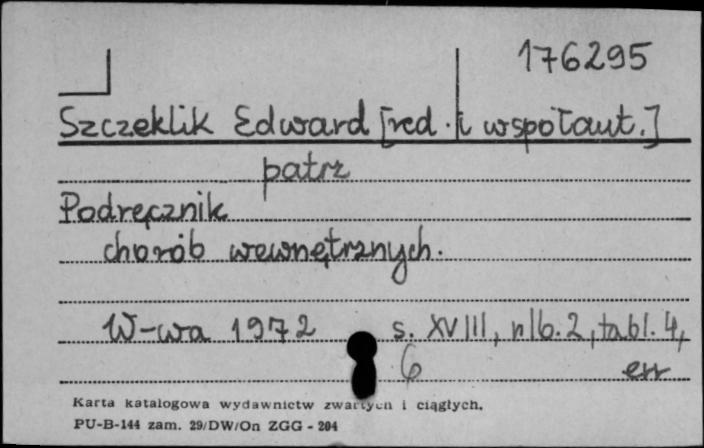 176295
Szczeklik Edward [red. i współaut.]
patrz
Podręcznik
chorób wewnętrznych.
W-wa 1972 s. XVIII, nlb. 2, tabl. 4,
6 err
Karta katalogowa wydawnictw zwartych i ciągłych.
PU-B-144 zam. 29/DW/On ZGG - 204